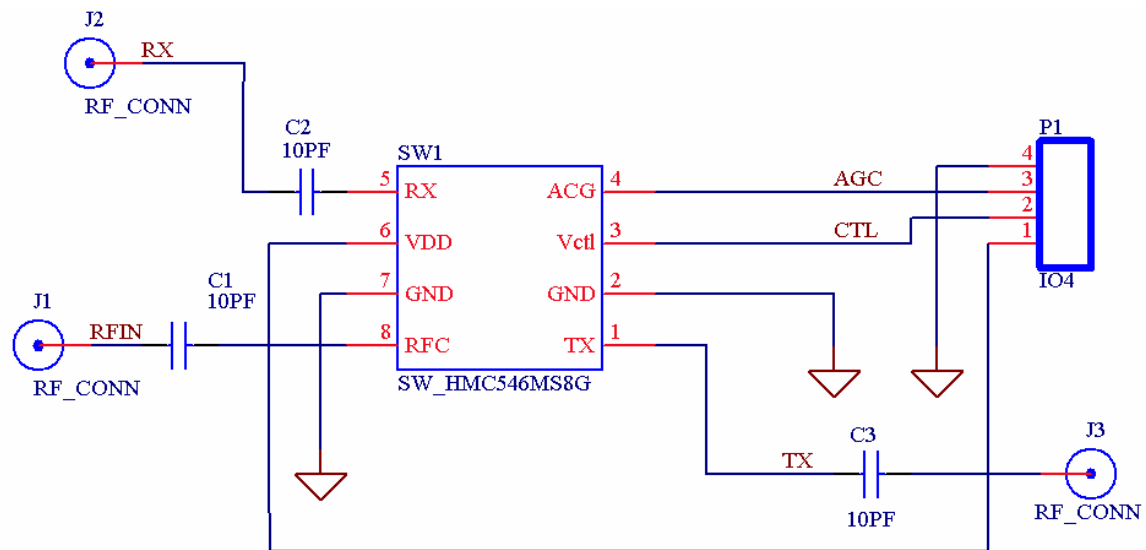 J2
RX
RF_CONN
C2
10PF
P1
SW1
4
5
RX
ACG
4
AGC
3
2
6
VDD
Vctl
3
CTL
1
C1
10PF
7
GND
GND
2
IO4
J1
RFIN
8
RFC
TX
1
RF_CONN
SW_HMC546MS8G
C3
J3
TX
10PF
RF_CONN